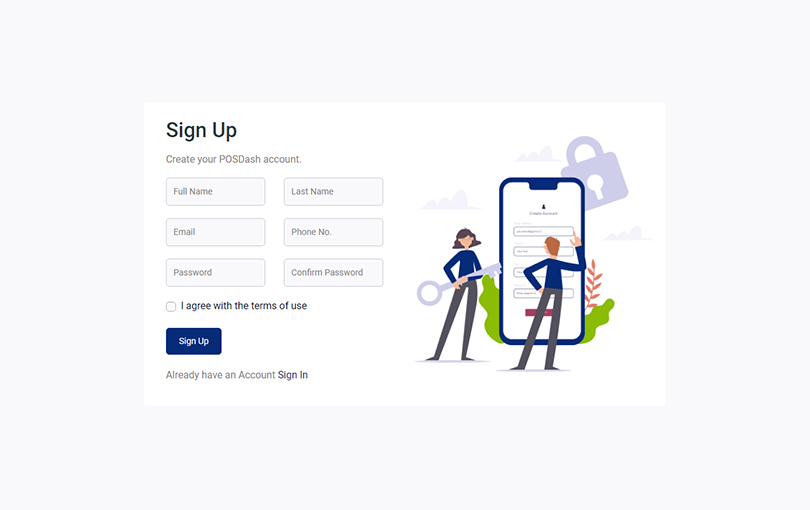 Sign Up
Create your POSDash account.
Full Name
Last Name
Email
Phone No.
Password
Confirm Password
I agree with the terms of use
Sign Up
Already have an Account Sign In
Create Account